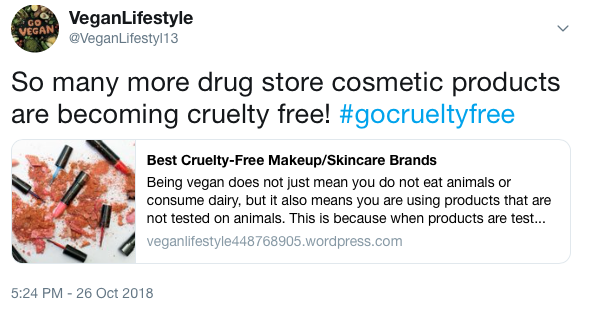 GO
VEGAN
VeganLifestyle
@VeganLifestyl13
So many more drug store cosmetic products
are becoming cruelty free! #gocrueltyfree
Best Cruelty-Free Makeup/Skincare Brands
Being vegan does not just mean you do not eat animals or
consume dairy, but it also means you are using products that are
not tested on animals. This is because when products are test...
veganlifestyle448768905.wordpress.com
5:24 PM - 26 Oct 2018